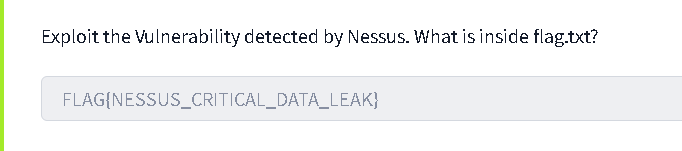 Exploit the Vulnerability detected by Nessus. What is inside flag.txt?
FLAG{NESSUS_CRITICAL_DATA_LEAK}